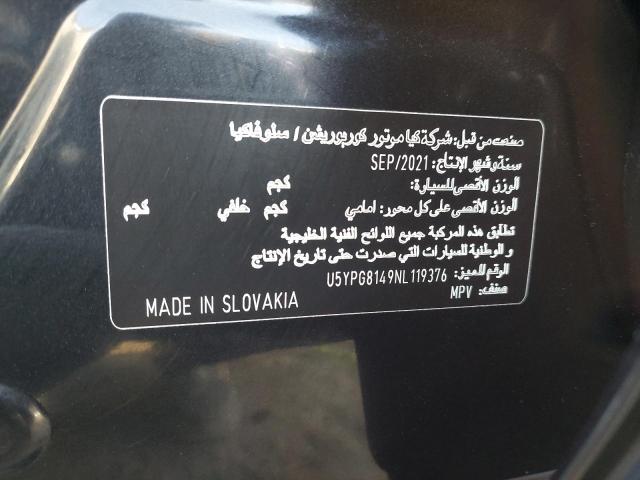 صنعت من قبل: شركة كيا موتور كوربوريشن / سلوفاكيا
سنة وشهر الإنتاج: SEP/2021
الوزن الأقصى للسيارة: كجم
الوزن الأقصى على كل محور: امامي كجم خلفي كجم
تطابق هذه المركبة جميع اللوائح الفنية الخليجية
و الوطنية للسيارات التي صدرت حتى تاريخ الإنتاج
الرقم المميز: U5YPG8149NL119376
صنف: MPV
MADE IN SLOVAKIA